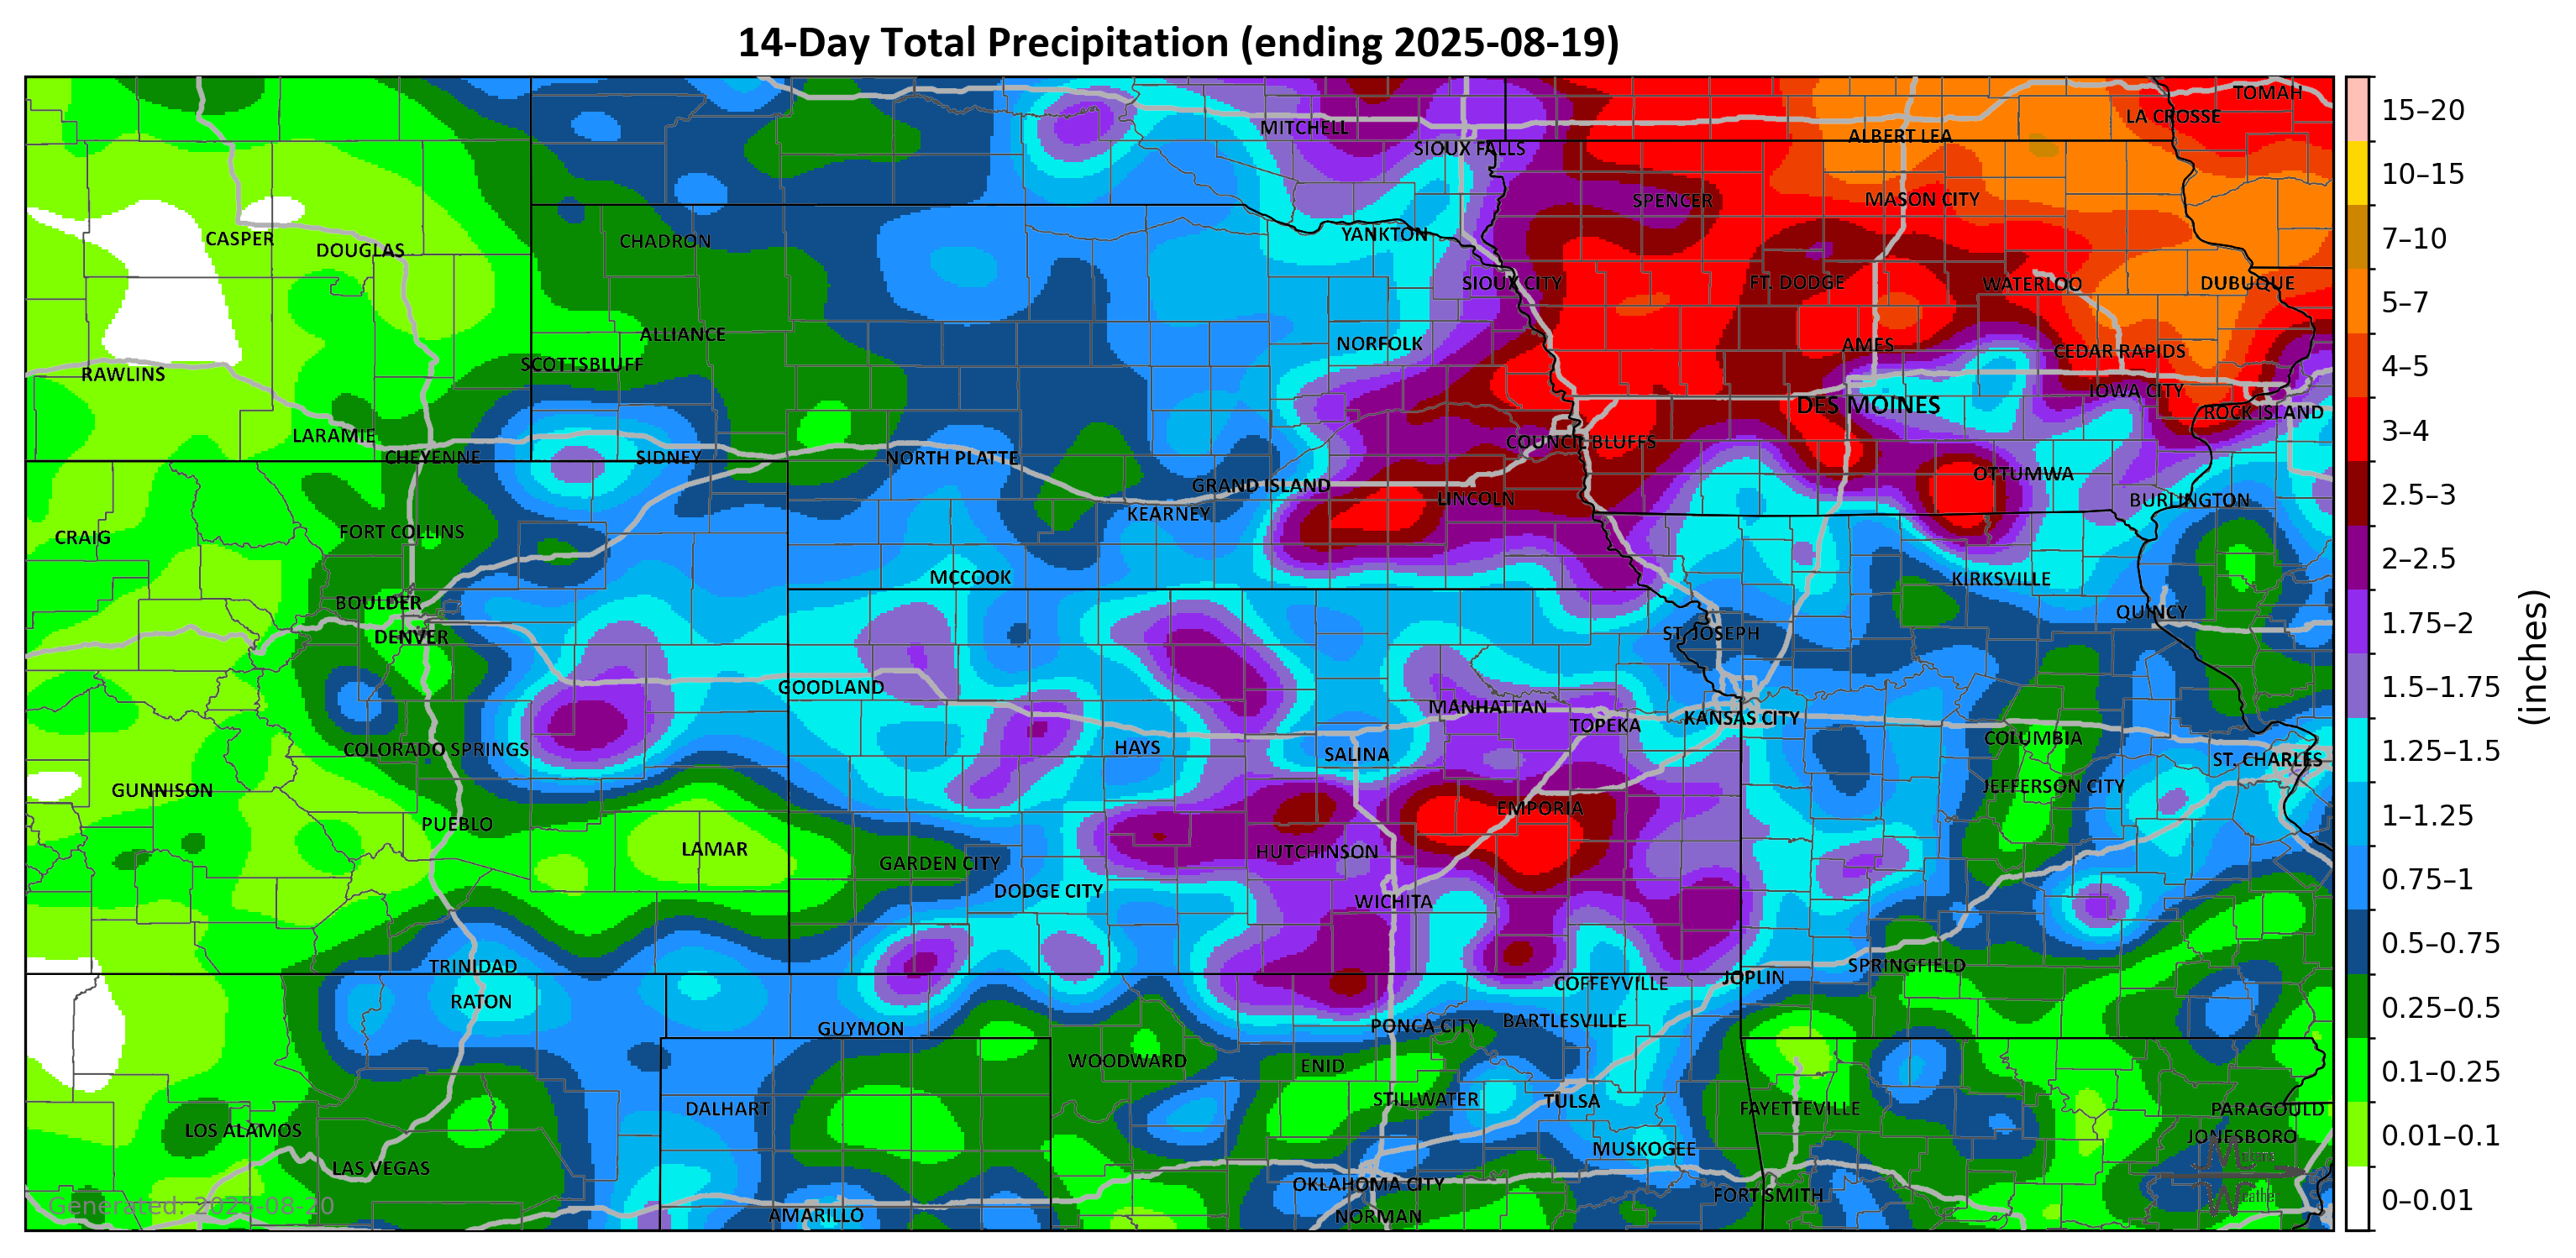 14-Day Total Precipitation (ending 2025-08-19)
TOMAH
LA CROSSE
MITCHELL
ALBERT LEA
SIOUX FALLS
SPENCER
MASON CITY
YANKTON
CASPER
CHADRON
DOUGLAS
SIOUX CITY
FT. DODGE
WATERLOO
DUBUQUE
ALLIANCE
NORFOLK
AMES
CEDAR RAPIDS
SCOTTSBLUFF
RAWLINS
IOWA CITY
DES MOINES
ROCK ISLAND
LARAMIE
COUNCIL BLUFFS
CHEYENNE
SIDNEY
NORTH PLATTE
OTTUMWA
GRAND ISLAND
LINCOLN
BURLINGTON
KEARNEY
FORT COLLINS
CRAIG
MCCOOK
KIRKSVILLE
BOULDER
QUINCY
DENVER
ST. JOSEPH
GOODLAND
MANHATTAN
TOPEKA
KANSAS CITY
COLORADO SPRINGS
HAYS
SALINA
COLUMBIA
ST. CHARLES
GUNNISON
JEFFERSON CITY
EMPORIA
PUEBLO
LAMAR
HUTCHINSON
GARDEN CITY
DODGE CITY
WICHITA
TRINIDAD
SPRINGFIELD
JOPLIN
COFFEYVILLE
RATON
GUYMON
PONCA CITY
BARTLESVILLE
WOODWARD
ENID
STILLWATER
TULSA
DALHART
FAYETTEVILLE
PARAGOULD
LOS ALAMOS
JONESBORO
MUSKOGEE
LAS VEGAS
OKLAHOMA CITY
FORT SMITH
AMARILLO
NORMAN
Generated: 2025-08-20
15–20
10–15
7–10
5–7
4–5
3–4
2.5–3
2–2.5
1.75–2
1.5–1.75
1.25–1.5
1–1.25
0.75–1
0.5–0.75
0.25–0.5
0.1–0.25
0.01–0.1
0–0.01
(inches)